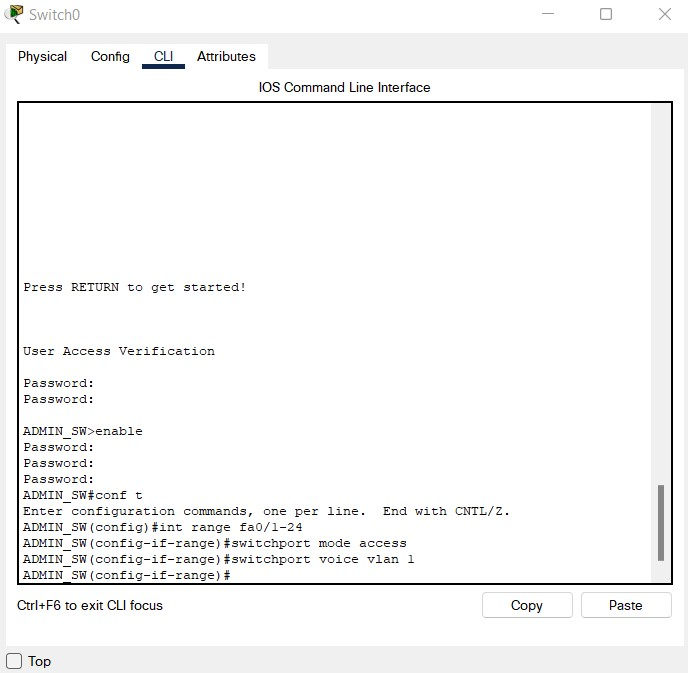 Switch0
Physical Config CLI Attributes
IOS Command Line Interface
Press RETURN to get started!
User Access Verification
Password:
Password:
ADMIN_SW>enable
Password:
Password:
Password:
ADMIN_SW#conf t
Enter configuration commands, one per line.  End with CNTL/Z.
ADMIN_SW(config)#int range fa0/1-24
ADMIN_SW(config-if-range)#switchport mode access
ADMIN_SW(config-if-range)#switchport voice vlan 1
ADMIN_SW(config-if-range)#
Ctrl+F6 to exit CLI focus
Copy Paste
Top